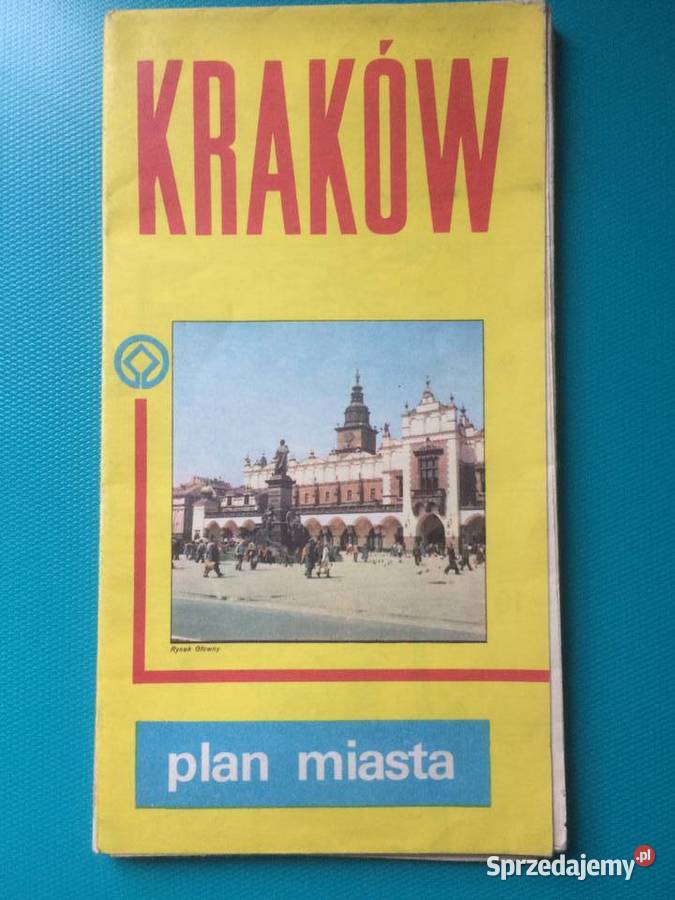 KRAKÓW
Rynek Główny
plan miasta
Sprzedajemy.pl